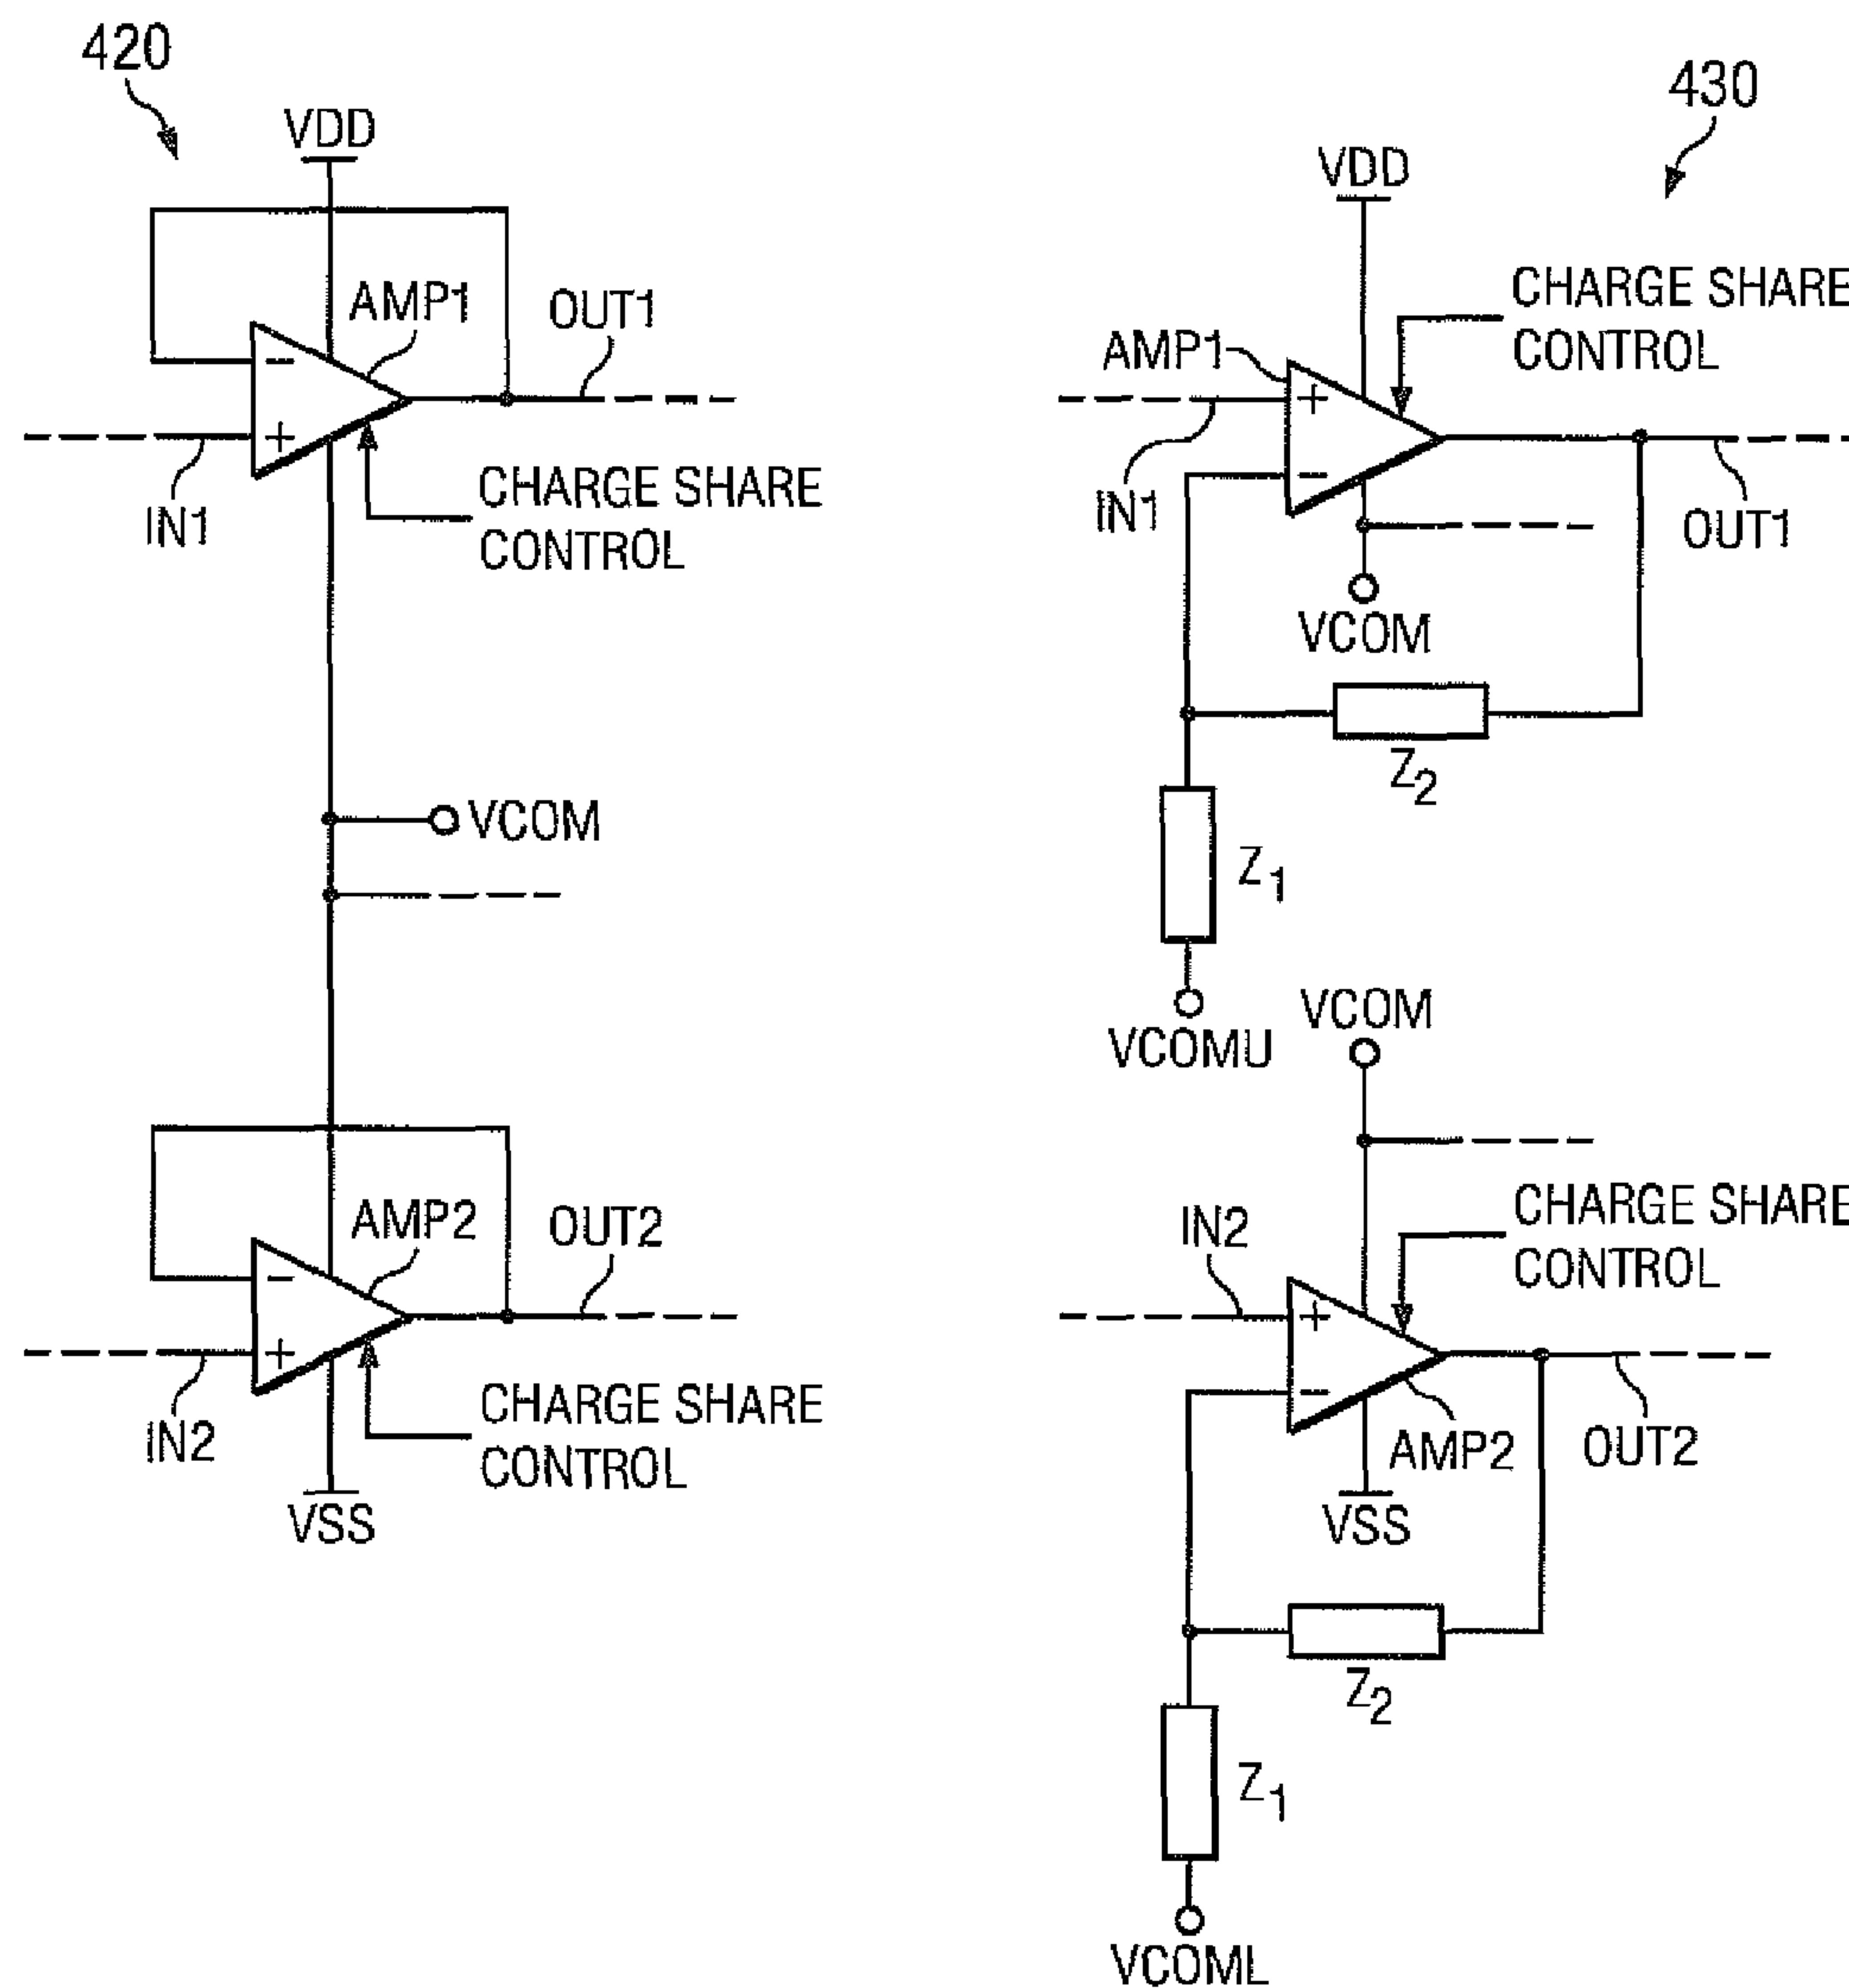 420
VDD
AMP1
OUT1
−
+
IN1
CHARGE SHARE
CONTROL
VCOM
AMP2
OUT2
−
+
IN2
CHARGE SHARE
CONTROL
VSS
430
VDD
CHARGE SHARE
CONTROL
AMP1
+
−
IN1
OUT1
VCOM
Z2
Z1
VCOMU
VCOM
IN2
CHARGE SHARE
CONTROL
+
−
AMP2
OUT2
VSS
Z2
Z1
VCOML